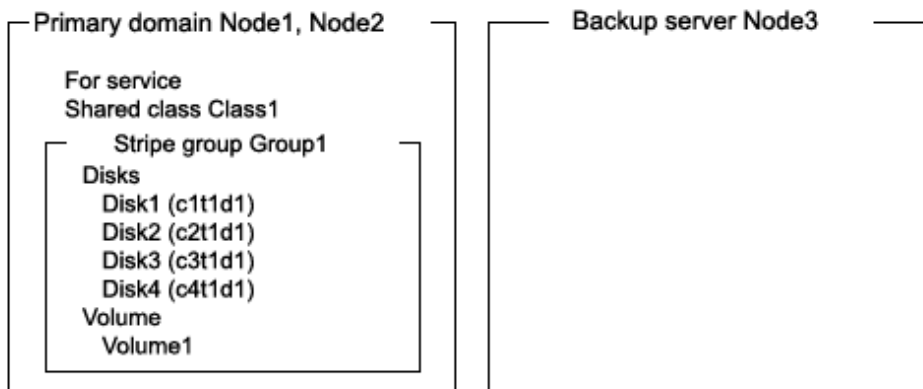 Primary domain Node1, Node2
For service
Shared class Class1
Stripe group Group1
Disks
Disk1 (c1t1d1)
Disk2 (c2t1d1)
Disk3 (c3t1d1)
Disk4 (c4t1d1)
Volume
Volume1
Backup server Node3